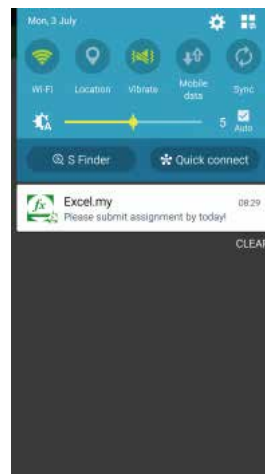 Mon, 3 July
Wi-Fi Location Vibrate Mobile data Sync
A 5 Auto
S Finder Quick connect
fx Excel.my 08:29
Please submit assignment by today!
CLEAR